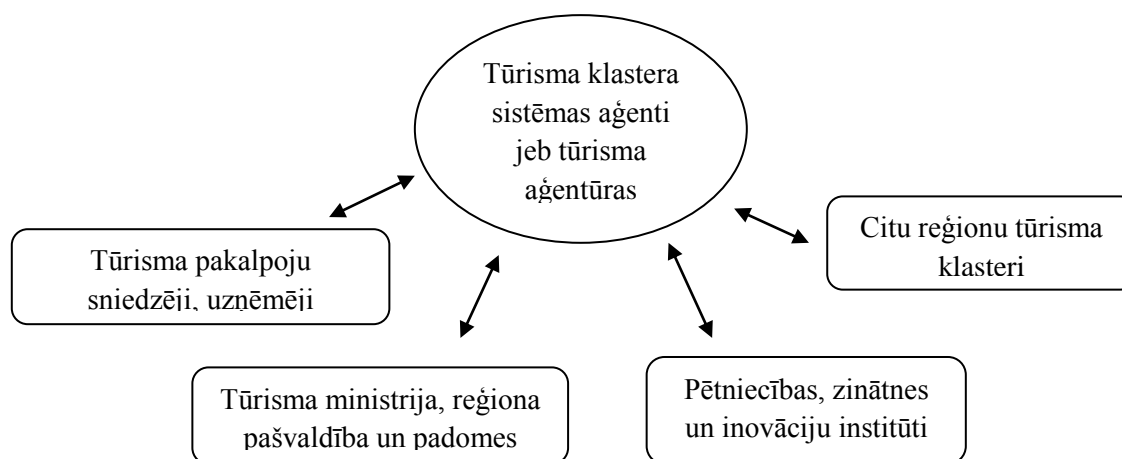 Tūrisma klastera
sistēmas aģenti
jeb tūrisma
aģentūras
Tūrisma pakalpoju
sniedzēji, uzņēmēji
Citu reģionu tūrisma
klasteri
Tūrisma ministrija, reģiona
pašvaldība un padomes
Pētniecības, zinātnes
un inovāciju institūti